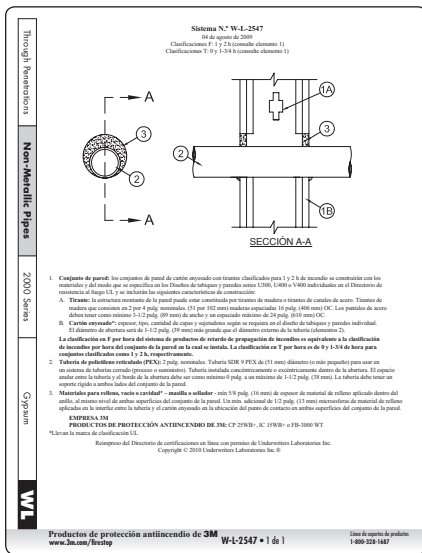 Sistema N.º W-L-2547
04 de agosto de 2009
Clasificaciones F: 1 y 2 h (consulte elemento 1)
Clasificaciones T: 0 y 1-3/4 h (consulte elemento 1)
Through Penetrations
Non-Metallic Pipes
2000 Series
Gypsum
WL
A
A
3
2
1A
3
2
1B
SECCIÓN A-A
1. Conjunto de pared: los conjuntos de pared de cartón enyesado con tirantes clasificados para 1 y 2 h de incendio se construirán con los
materiales y del modo que se especifica en los Diseños de tabiques y paredes series U300, U400 o V400 individuales en el Directorio de
resistencia al fuego UL y se incluirán las siguientes características de construcción:
A. Tirante: la estructura montante de la pared puede estar constituida por tirantes de madera o tirantes de canales de acero. Tirantes de
madera que consisten en 2 por 4 pulg. nominales. (51 por 102 mm) maderas espaciadas 16 pulg. (406 mm) OC. Los pantales de acero
deben tener como mínimo 3-1/2 pulg. (89 mm) de ancho y un espaciado máximo de 24 pulg. (610 mm) OC.
B. Cartón enyesado*: espesor, tipo, cantidad de capas y sujetadores según se requiera en el diseño de tabiques y paredes individual.
El diámetro de abertura será de 1-1/2 pulg. (39 mm) más grande que el diámetro externo de la tubería (elementos 2).
La clasificación en F por hora del sistema de productos de retardo de propagación de incendios es equivalente a la clasificación
de incendios por hora del conjunto de la pared en la cual se instala. La clasificación en T por hora es de 0 y 1-3/4 de hora para
conjuntos clasificados como 1 y 2 h, respectivamente.
2. Tubería de polietileno reticulado (PEX): 2 pulg. nominales. Tubería SDR 9 PEX de (51 mm) de diámetro (o más pequeño) para usar en
un sistema de tuberías cerrado (proceso o suministro). Tubería instalada concéntricamente o excéntricamente dentro de la abertura. El espacio
anular entre la tubería y el borde de la abertura debe ser como mínimo 0 pulg. a un máximo de 1-1/2 pulg. (38 mm). La tubería debe tener un
soporte rígido a ambos lados del conjunto de la pared.
3. Materiales para relleno, vacío o cavidad* – masilla o sellador - mín 5/8 pulg. (16 mm) de espesor de material de relleno aplicado dentro del
anillo, al mismo nivel de ambas superficies del conjunto de la pared. Un mín. adicional de 1/2 pulg. (13 mm) microsferas de material de relleno
aplicadas en la interfaz entre la tubería y el cartón enyesado en la ubicación del punto de contacto en ambas superficies del conjunto de la pared.
EMPRESA 3M
PRODUCTOS DE PROTECCIÓN ANTIINCENDIO DE 3M: CP 25WB+, IC 15WB+ o FB-3000 WT
*Llevan la marca de clasificación UL
Reimpreso del Directorio de certificaciones en línea con permiso de Underwriters Laboratories Inc.
Copyright © 2010 Underwriters Laboratories Inc.®
Productos de protección antiincendio de 3M
www.3m.com/firestop
W-L-2547 • 1 de 1
Línea de soportes de productos
1-800-328-1687